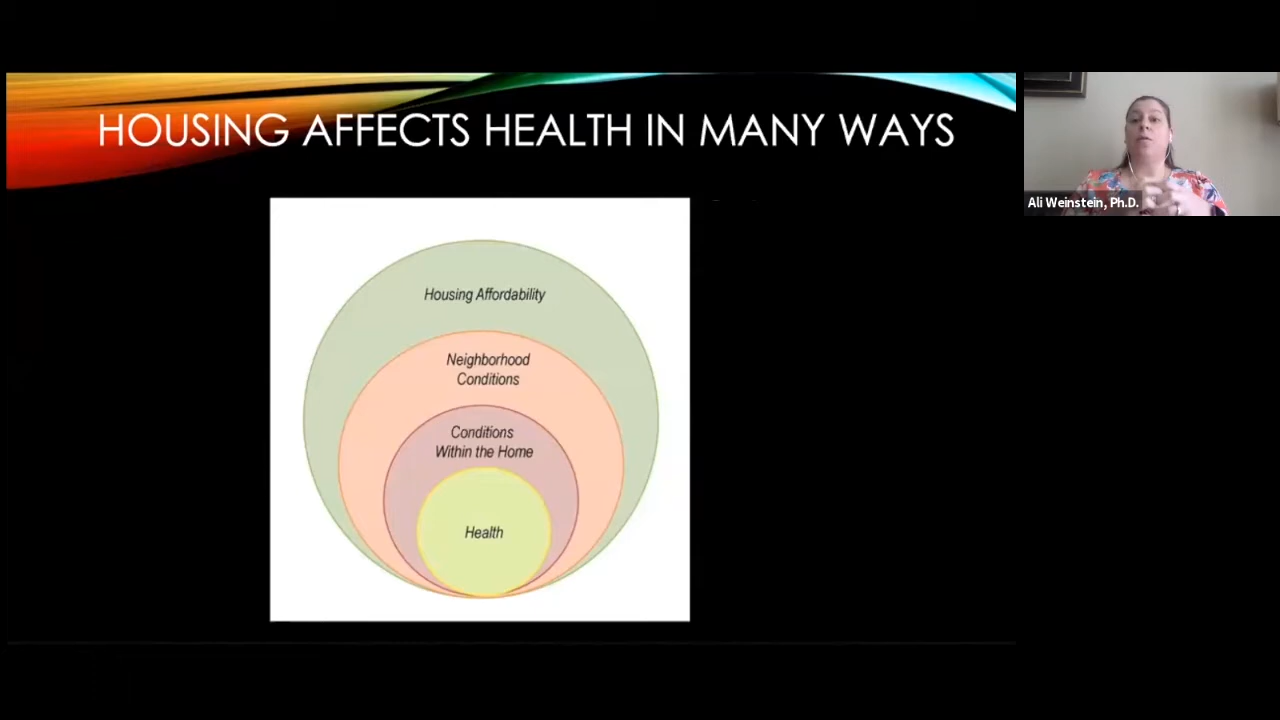 HOUSING AFFECTS HEALTH IN MANY WAYS
Ali Weinstein, Ph.D.
Housing Affordability
Neighborhood
Conditions
Conditions
Within the Home
Health